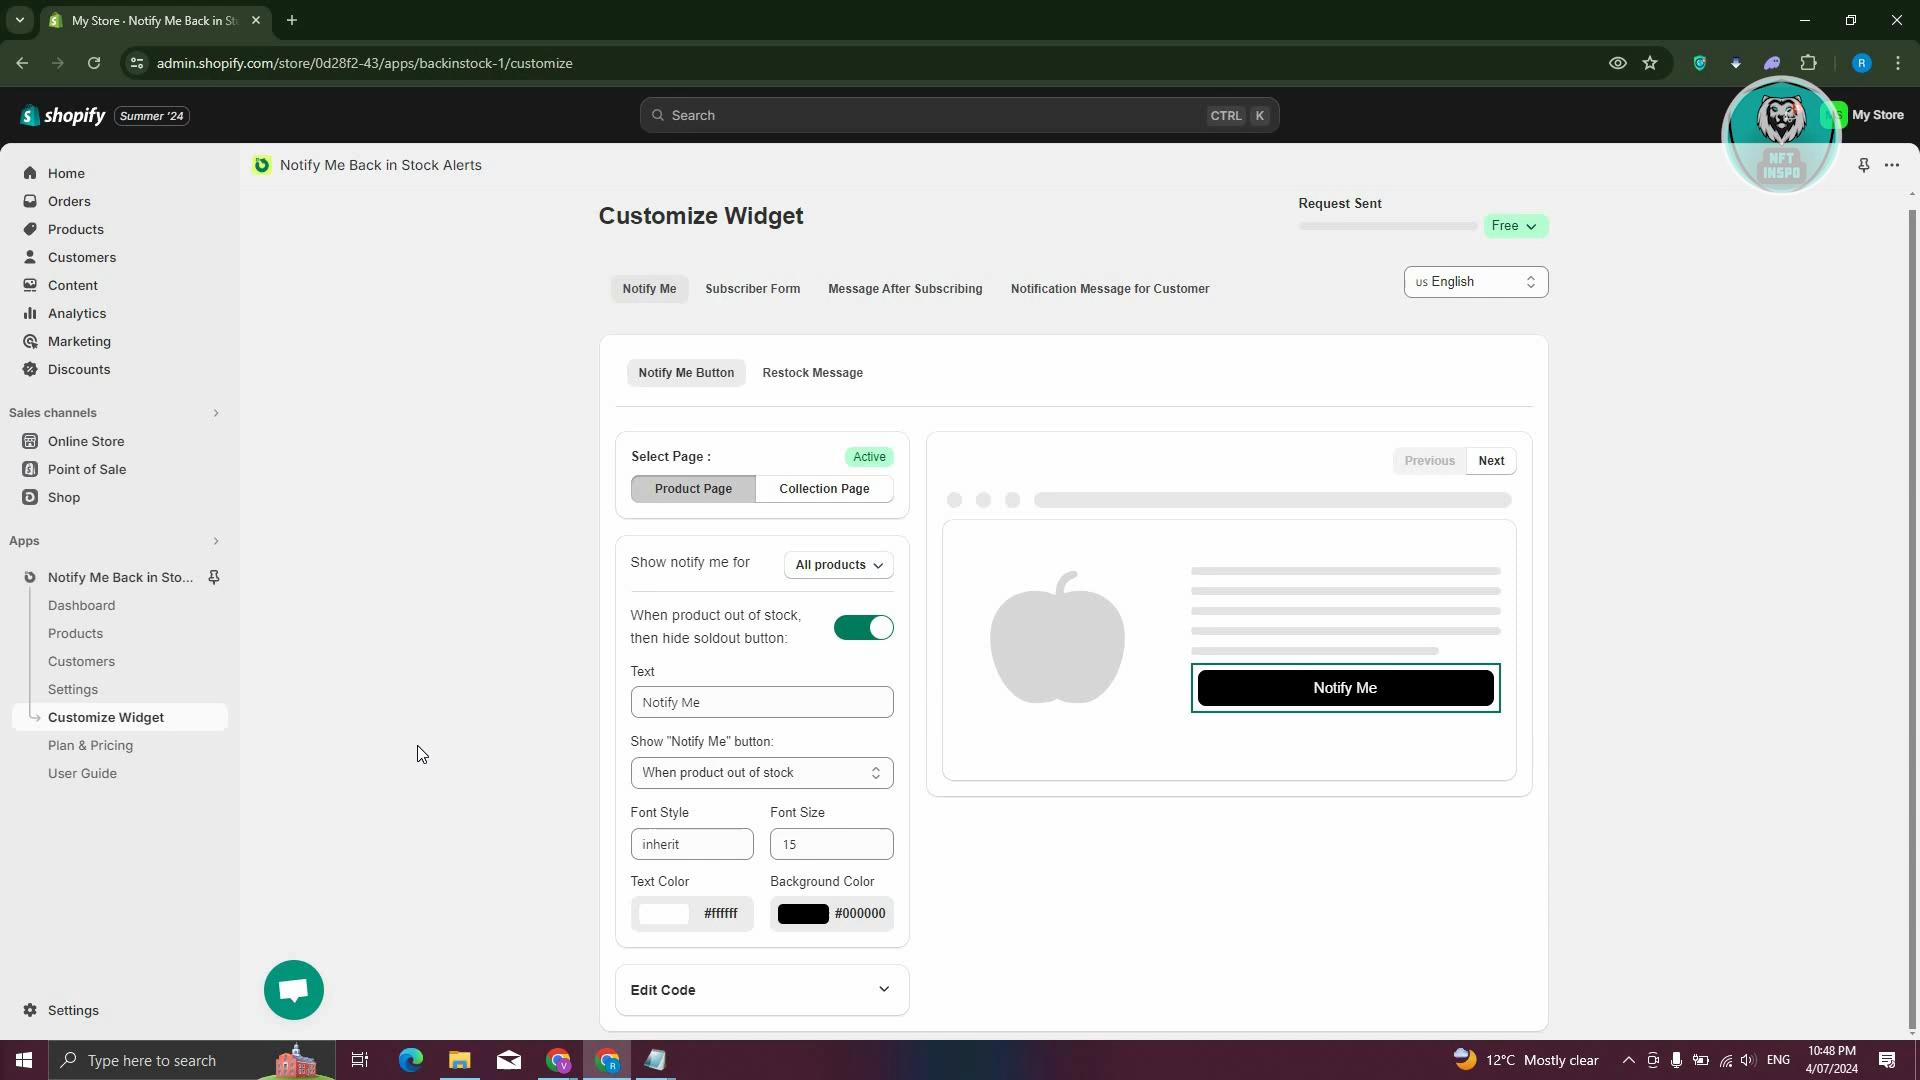 My Store · Notify Me Back in St
admin.shopify.com/store/0d28f2-43/apps/backinstock-1/customize
R
shopify
Summer '24
Search
CTRL K
My Store
NFT
INSPO
Home
Orders
Products
Customers
Content
Analytics
Marketing
Discounts
Sales channels
Online Store
Point of Sale
Shop
Apps
Notify Me Back in Sto...
Dashboard
Products
Customers
Settings
Customize Widget
Plan & Pricing
User Guide
Settings
Notify Me Back in Stock Alerts
Customize Widget
Request Sent
Free
Notify Me
Subscriber Form
Message After Subscribing
Notification Message for Customer
us English
Notify Me Button
Restock Message
Select Page :
Active
Product Page
Collection Page
Show notify me for
All products
When product out of stock,
then hide soldout button:
Text
Notify Me
Show "Notify Me" button:
When product out of stock
Font Style
Font Size
inherit
15
Text Color
Background Color
#ffffff
#000000
Edit Code
Previous
Next
Notify Me
Type here to search
V
R
12°C Mostly clear
ENG
10:48 PM
4/07/2024